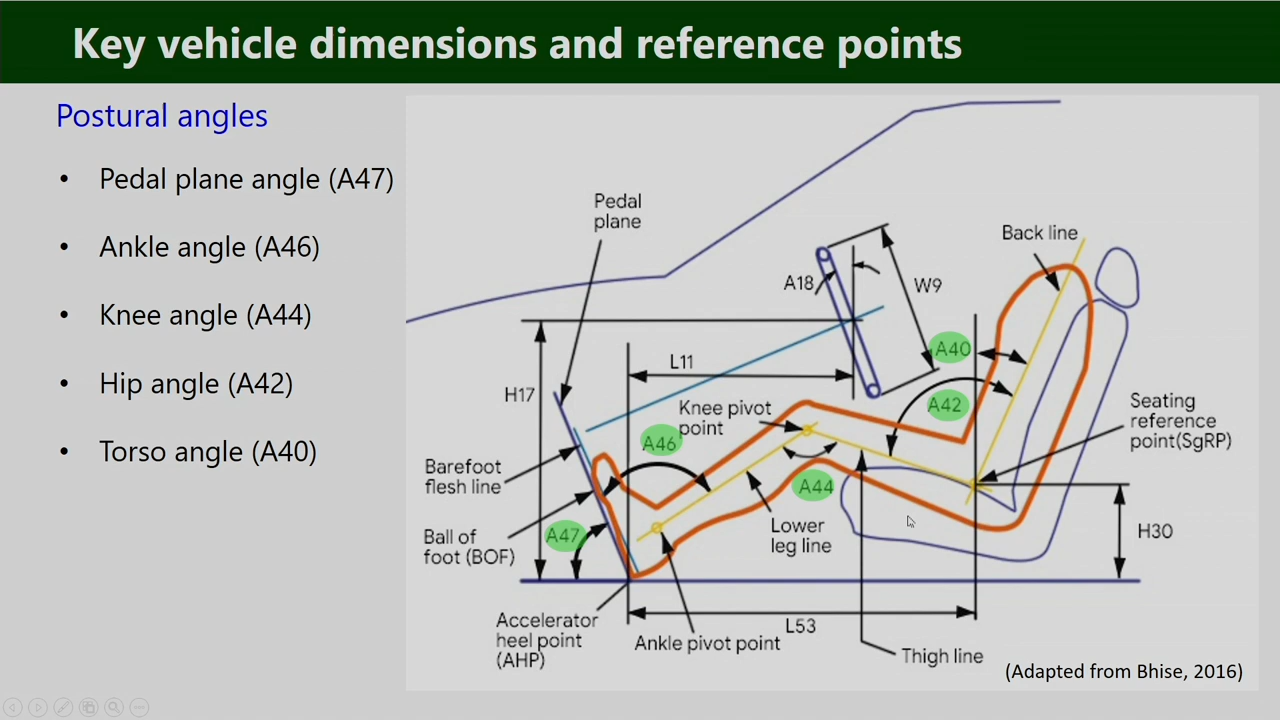 Key vehicle dimensions and reference points
Postural angles
• Pedal plane angle (A47)
• Ankle angle (A46)
• Knee angle (A44)
• Hip angle (A42)
• Torso angle (A40)
Pedal
plane
Back line
A18
W9
A40
L11
H17
Knee pivot
point
A42
Seating
reference
point(SgRP)
A46
Barefoot
flesh line
A44
Lower
leg line
Ball of
foot (BOF)
A47
H30
Accelerator
heel point
(AHP)
L53
Ankle pivot point
Thigh line
(Adapted from Bhise, 2016)